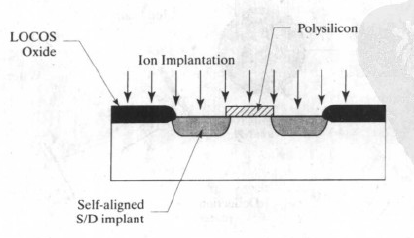 LOCOS
Oxide
Polysilicon
Ion Implantation
Self-aligned
S/D implant